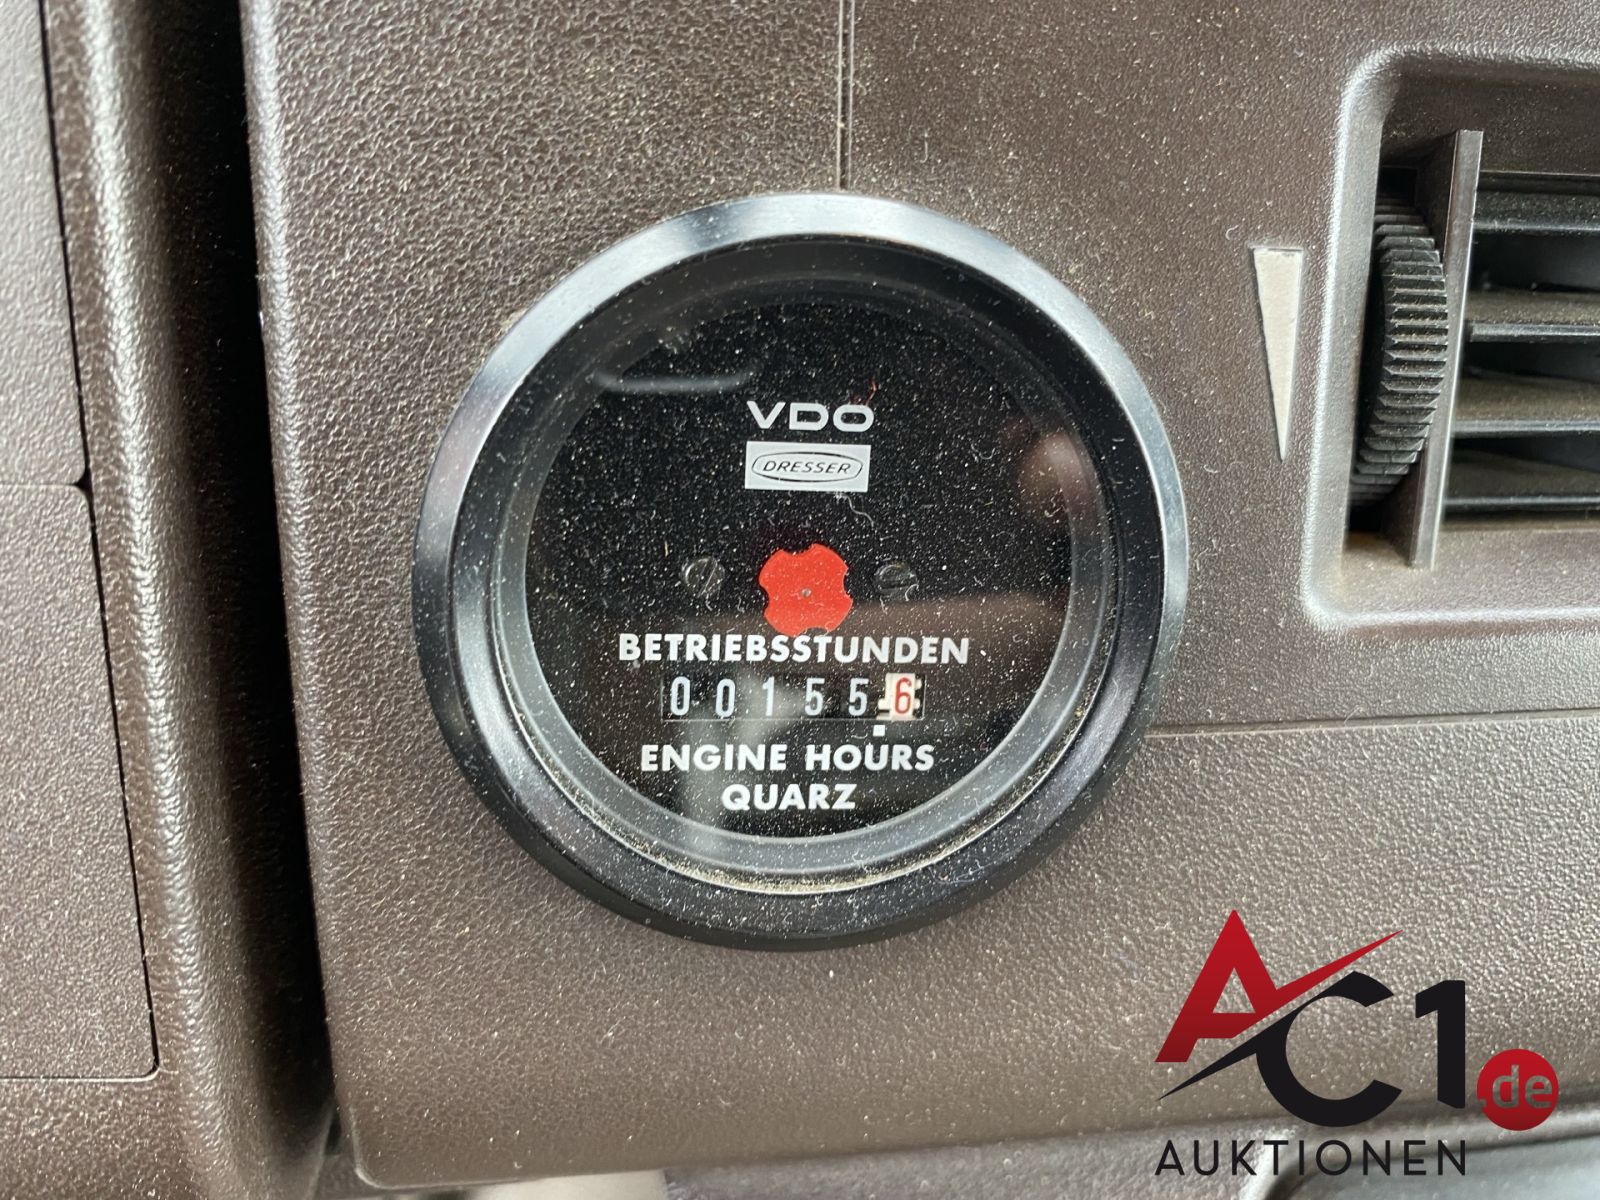 VDO
DRESSER
BETRIEBSSTUNDEN
001556
ENGINE HOURS
QUARZ
AC1.de
AUKTIONEN